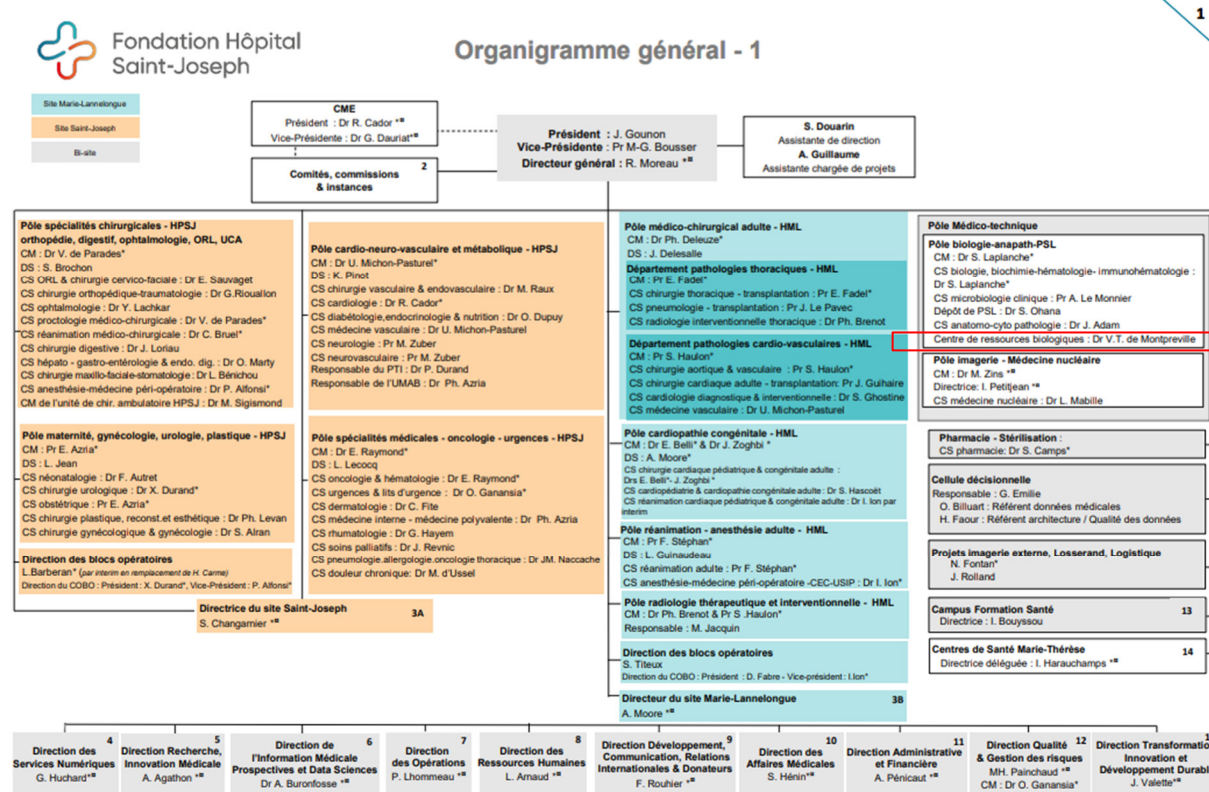 1
Fondation Hôpital
Saint-Joseph
Organigramme général - 1
Site Marie-Lannelongue
Site Saint-Joseph
Bi-site
CME
Président : Dr R. Cador *¤
Vice-Présidente : Dr G. Dauriat*¤
Comités, commissions
& instances
2
Président : J. Gounon
Vice-Présidente : Pr M-G. Bousser
Directeur général : R. Moreau *¤
S. Douarin
Assistante de direction
A. Guillaume
Assistante chargée de projets
Pôle spécialités chirurgicales - HPSJ
orthopédie, digestif, ophtalmologie, ORL, UCA
CM : Dr V. de Parades*
DS : S. Brochon
CS ORL & chirurgie cervico-faciale : Dr E. Sauvaget
CS chirurgie orthopédique-traumatologie : Dr G.Riouallon
CS ophtalmologie : Dr Y. Lachkar
CS proctologie médico-chirurgicale : Dr V. de Parades*
CS réanimation médico-chirurgicale : Dr C. Bruel*
CS chirurgie digestive : Dr J. Loriau
CS hépato - gastro-entérologie & endo. dig. : Dr O. Marty
CS chirurgie maxillo-faciale-stomatologie : Dr L. Bénichou
CS anesthésie-médecine péri-opératoire : Dr P. Alfonsi*
CM de l'unité de chir. ambulatoire HPSJ : Dr M. Sigismond
Pôle maternité, gynécologie, urologie, plastique - HPSJ
CM : Pr E. Azria*
DS : L. Jean
CS néonatalogie : Dr F. Autret
CS chirurgie urologique : Dr X. Durand*
CS obstétrique : Pr E. Azria*
CS chirurgie plastique, reconst.et esthétique : Dr Ph. Levan
CS chirurgie gynécologique & gynécologie : Dr S. Alran
Direction des blocs opératoires
L.Barberan* (par interim en remplacement de H. Carme)
Direction du COBO : Président : X. Durand*, Vice-Président : P. Alfonsi*
Directrice du site Saint-Joseph
3A
S. Changarnier *¤
Pôle cardio-neuro-vasculaire et métabolique - HPSJ
CM : Dr U. Michon-Pasturel*
DS : K. Pinot
CS chirurgie vasculaire & endovasculaire : Dr M. Raux
CS cardiologie : Dr R. Cador*
CS diabétologie,endocrinologie & nutrition : Dr O. Dupuy
CS médecine vasculaire : Dr U. Michon-Pasturel
CS neurologie : Pr M. Zuber
CS neurovasculaire : Pr M. Zuber
Responsable du PTI : Dr P. Durand
Responsable de l'UMAB : Dr Ph. Azria
Pôle spécialités médicales - oncologie - urgences - HPSJ
CM : Dr E. Raymond*
DS : L. Lecocq
CS oncologie & hématologie : Dr E. Raymond*
CS urgences & lits d'urgence : Dr O. Ganansia*
CS dermatologie : Dr C. Fite
CS médecine interne - médecine polyvalente : Dr Ph. Azria
CS rhumatologie : Dr G. Hayem
CS soins palliatifs : Dr J. Revnic
CS pneumologie.allergologie.oncologie thoracique : Dr JM. Naccache
CS douleur chronique: Dr M. d'Ussel
Pôle médico-chirurgical adulte - HML
CM : Dr Ph. Deleuze*
DS : J. Delesalle
Département pathologies thoraciques - HML
CM : Pr E. Fadel*
CS chirurgie thoracique - transplantation : Pr E. Fadel*
CS pneumologie - transplantation : Pr J. Le Pavec
CS radiologie interventionnelle thoracique : Dr Ph. Brenot
Département pathologies cardio-vasculaires - HML
CM : Pr S. Haulon*
CS chirurgie aortique & vasculaire : Pr S. Haulon*
CS chirurgie cardiaque adulte - transplantation: Pr J. Guihaire
CS cardiologie diagnostique & interventionnelle : Dr S. Ghostine
CS médecine vasculaire : Dr U. Michon-Pasturel
Pôle cardiopathie congénitale - HML
CM : Dr E. Belli* & Dr J. Zoghbi *
DS : A. Moore*
CS chirurgie cardiaque pédiatrique & congénitale adulte :
Drs E. Belli*- J. Zoghbi *
CS cardiopédiatrie & cardiopathie congénitale adulte : Dr S. Hascoët
CS réanimation cardiaque pédiatrique & congénitale adulte : Dr I. Ion par
interim
Pôle réanimation - anesthésie adulte - HML
CM : Pr F. Stéphan*
DS : L. Guinaudeau
CS réanimation adulte : Pr F. Stéphan*
CS anesthésie-médecine péri-opératoire -CEC-USIP : Dr I. Ion*
Pôle radiologie thérapeutique et interventionnelle - HML
CM : Dr Ph. Brenot & Pr S .Haulon*
Responsable : M. Jacquin
Direction des blocs opératoires
S. Titeux
Direction du COBO : Président : D. Fabre - Vice-président : I.Ion*
Directeur du site Marie-Lannelongue
3B
A. Moore *¤
Pôle Médico-technique
Pôle biologie-anapath-PSL
CM : Dr S. Laplanche*
CS biologie, biochimie-hématologie- immunohématologie :
Dr S. Laplanche*
CS microbiologie clinique : Pr A. Le Monnier
Dépôt de PSL : Dr S. Ohana
CS anatomo-cyto pathologie : Dr J. Adam
Centre de ressources biologiques : Dr V.T. de Montpreville
Pôle imagerie - Médecine nucléaire
CM : Dr M. Zins *¤
Directrice: I. Petitjean *¤
CS médecine nucléaire : Dr L. Mabille
Pharmacie - Stérilisation :
CS pharmacie: Dr S. Camps*
Cellule décisionnelle
Responsable : G. Emilie
O. Billuart : Référent données médicales
H. Faour : Référent architecture / Qualité des données
Projets imagerie externe, Losserand, Logistique
N. Fontan*
J. Rolland
Campus Formation Santé
13
Directrice : I. Bouyssou
Centres de Santé Marie-Thérèse
14
Directrice déléguée : I. Harauchamps *¤
4
Direction des
Services Numériques
G. Huchard*¤
5
Direction Recherche,
Innovation Médicale
A. Agathon *¤
6
Direction de
l'Information Médicale
Prospectives et Data Sciences
Dr A. Buronfosse *¤
7
Direction
des Opérations
P. Lhommeau *¤
8
Direction des
Ressources Humaines
L. Arnaud *¤
9
Direction Développement,
Communication, Relations
Internationales & Donateurs
F. Rouhier *¤
10
Direction des
Affaires Médicales
S. Hénin*¤
11
Direction Administrative
et Financière
A. Pénicaut *¤
12
Direction Qualité
& Gestion des risques
MH. Painchaud *¤
CM : Dr O. Ganansia*
1
Direction Transformatio
Innovation et
Développement Durabl
J. Valette*¤